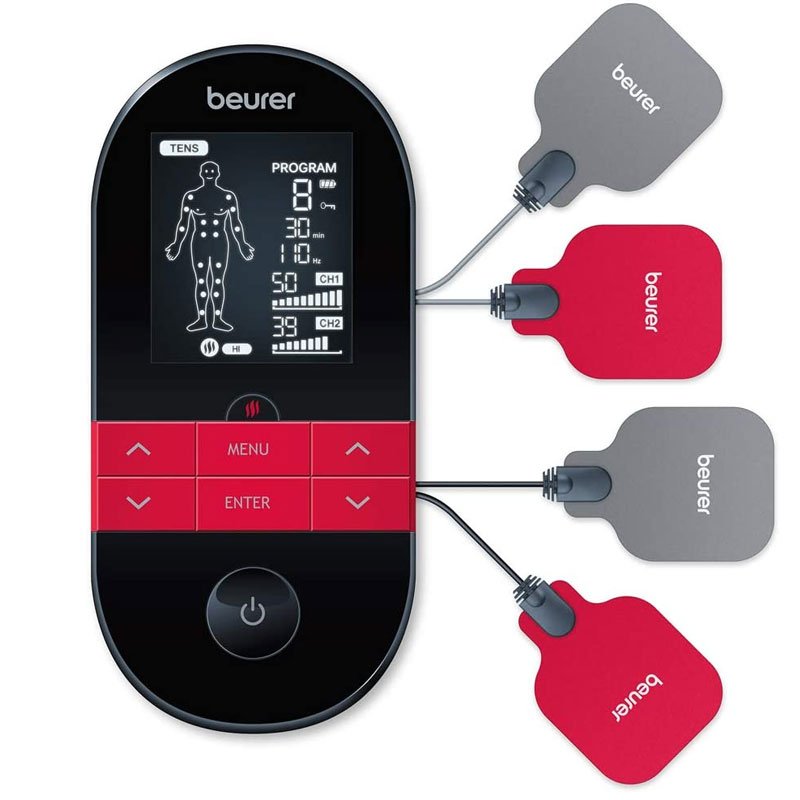 beurer
TENS
PROGRAM
8
30 min
110 Hz
50 CH1
39 CH2
HI
MENU
ENTER
beurer
beurer
beurer
beurer